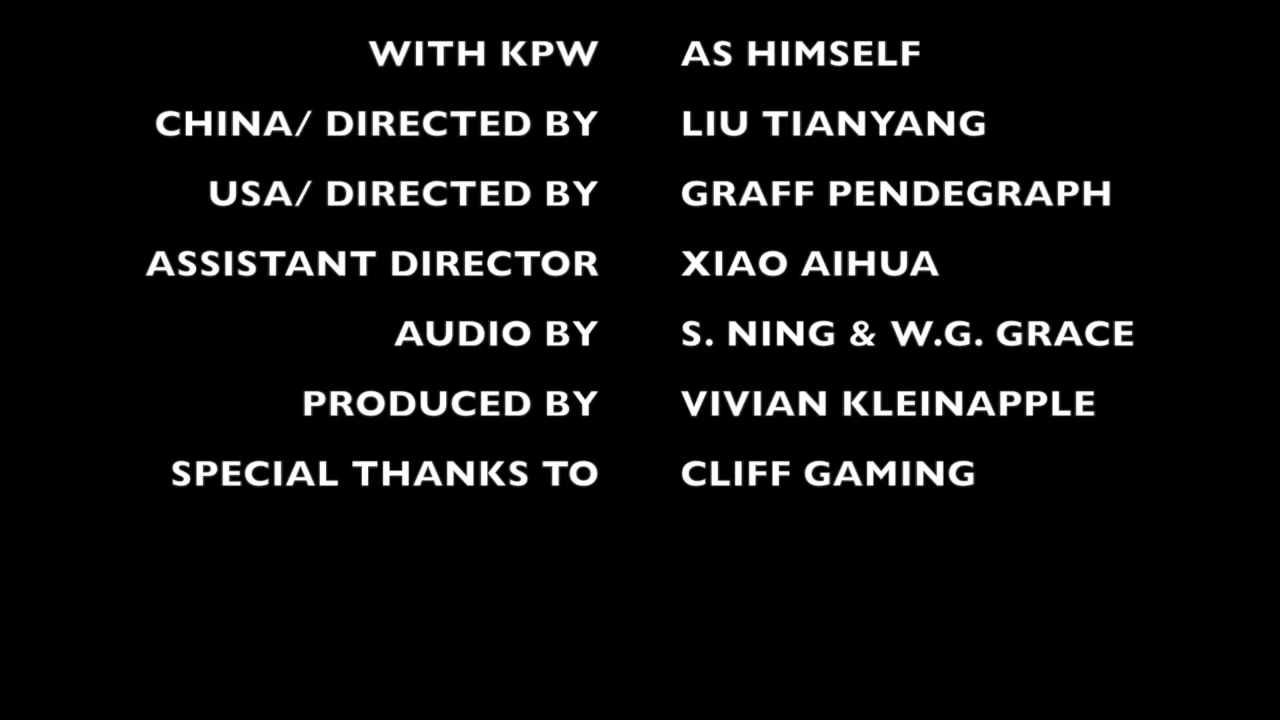 WITH KPW AS HIMSELF
CHINA/ DIRECTED BY LIU TIANYANG
USA/ DIRECTED BY GRAFF PENDEGRAPH
ASSISTANT DIRECTOR XIAO AIHUA
AUDIO BY S. NING & W.G. GRACE
PRODUCED BY VIVIAN KLEINAPPLE
SPECIAL THANKS TO CLIFF GAMING